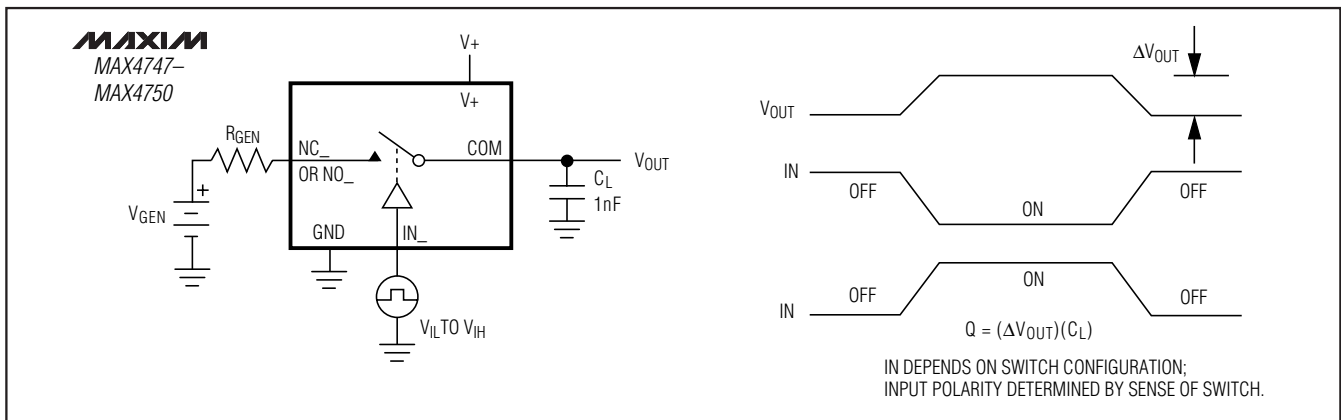 MAXIM
MAX4747–
MAX4750
V+
V+
RGEN
NC_
OR NO_
COM
VOUT
CL
1nF
+
VGEN
GND
IN_
VIL TO VIH
ΔVOUT
VOUT
IN
OFF
ON
OFF
IN
OFF
ON
OFF
Q = (ΔVOUT)(CL)
IN DEPENDS ON SWITCH CONFIGURATION;
INPUT POLARITY DETERMINED BY SENSE OF SWITCH.